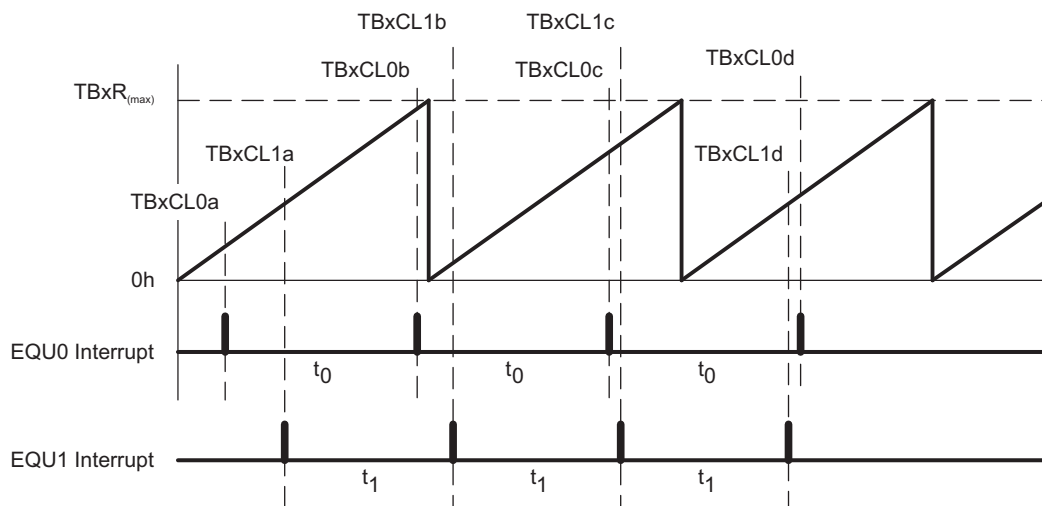 TBxCL1b TBxCL1c
TBxCL0b TBxCL0c TBxCL0d
TBxR(max)
TBxCL1a TBxCL1d
TBxCL0a
0h
EQU0 Interrupt
t0 t0 t0
EQU1 Interrupt
t1 t1 t1